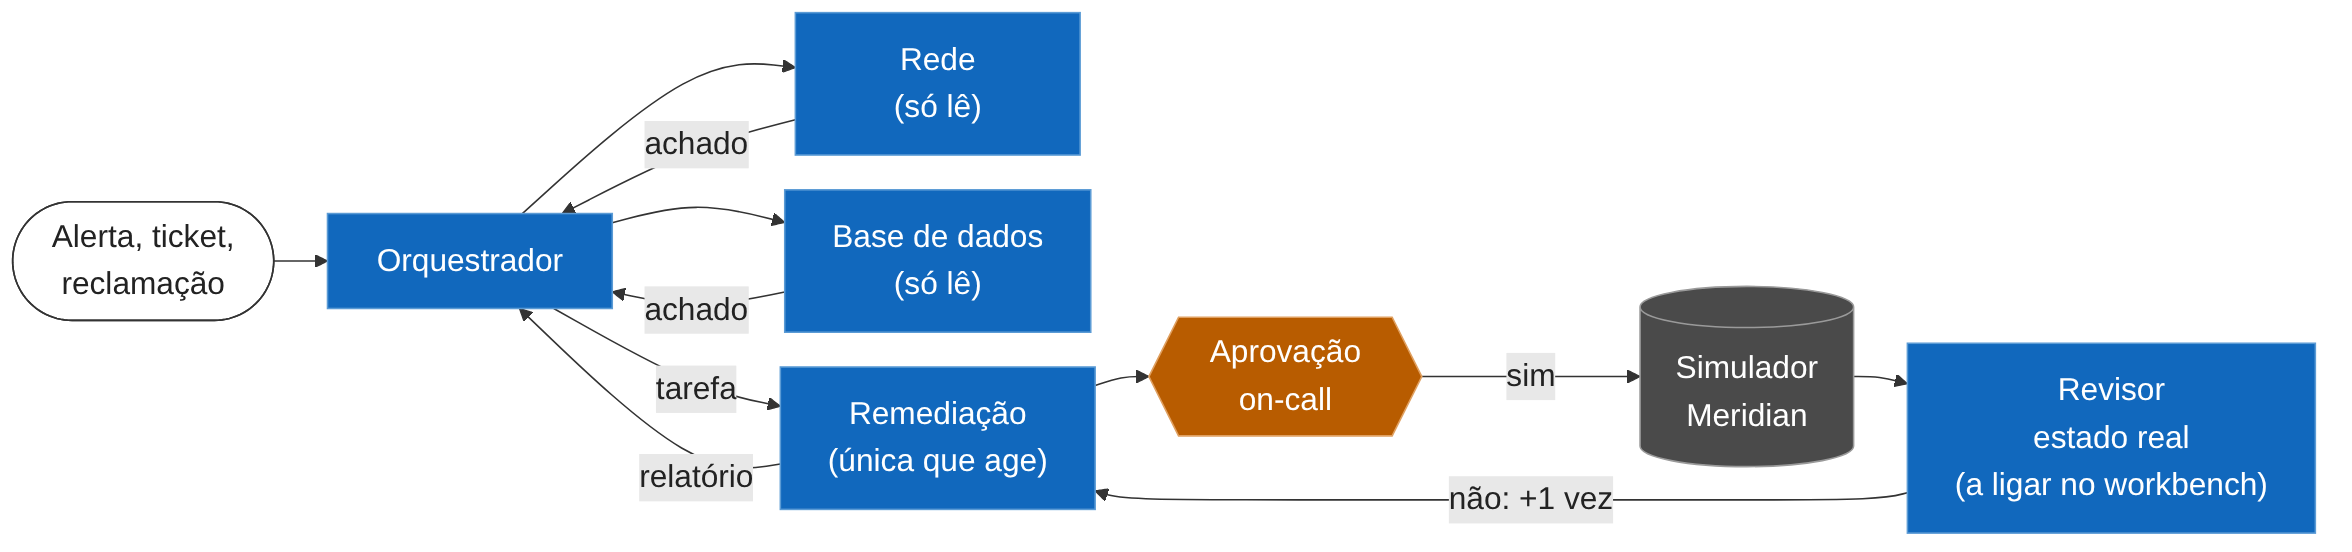 Alerta, ticket,
reclamação
Orquestrador
Rede
(só lê)
achado
Base de dados
(só lê)
achado
tarefa
Remediação
(única que age)
relatório
Aprovação
on-call
sim
Simulador
Meridian
Revisor
estado real
(a ligar no workbench)
não: +1 vez